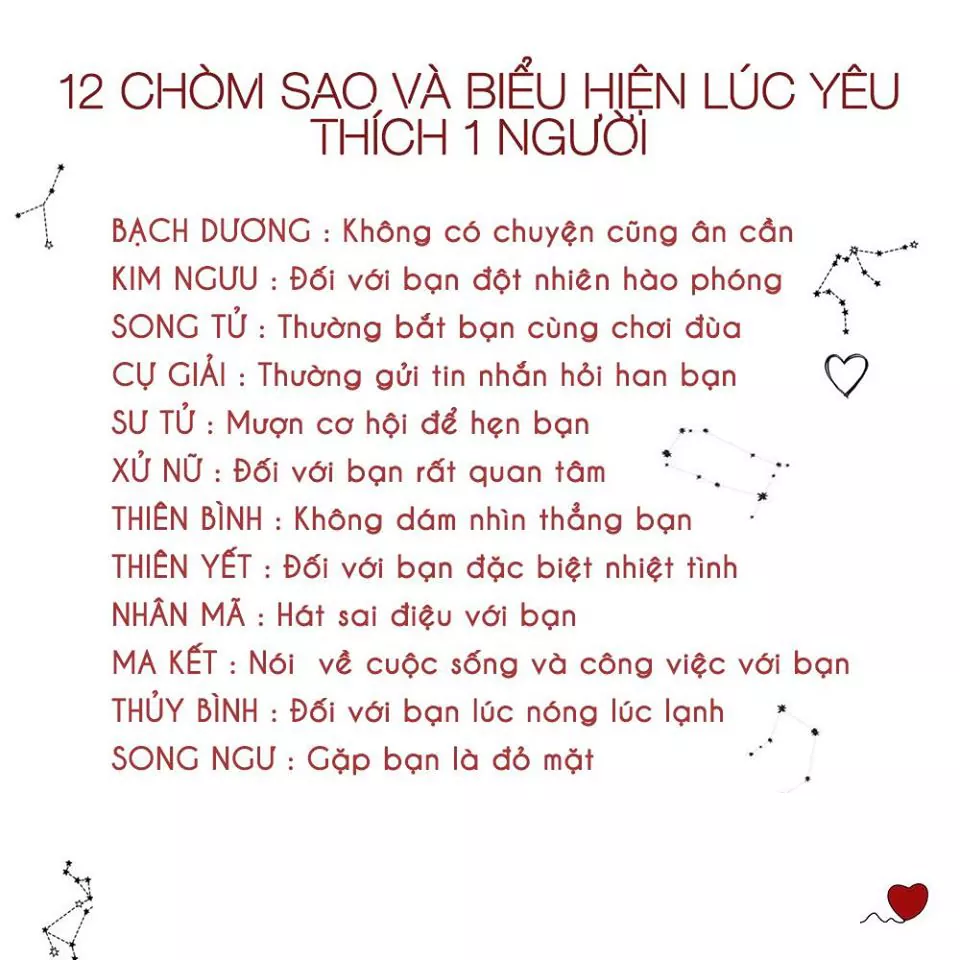 12 CHÒM SAO VÀ BIỂU HIỆN LÚC YÊU
THÍCH 1 NGƯỜI
BẠCH DƯƠNG : Không có chuyện cũng ân cần
KIM NGƯU : Đối với bạn đột nhiên hào phóng
SONG TỬ : Thường bắt bạn cùng chơi đùa
CỰ GIẢI : Thường gửi tin nhắn hỏi han bạn
SƯ TỬ : Mượn cơ hội để hẹn bạn
XỬ NỮ : Đối với bạn rất quan tâm
THIÊN BÌNH : Không dám nhìn thẳng bạn
THIÊN YẾT : Đối với bạn đặc biệt nhiệt tình
NHÂN MÃ : Hát sai điệu với bạn
MA KẾT : Nói  về cuộc sống và công việc với bạn
THỦY BÌNH : Đối với bạn lúc nóng lúc lạnh
SONG NGƯ : Gặp bạn là đỏ mặt